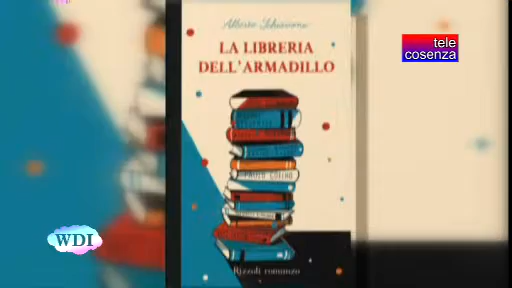 Alberto Schiavone
LA LIBRERIA
DELL'ARMADILLO
tele
cosenza
WDI
Rizzoli romanzo